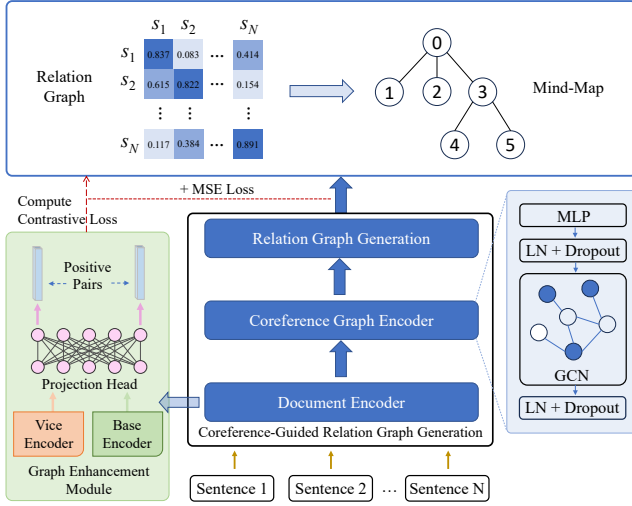 Relation
Graph
s1 s2 ... sN
s1 0.837 0.083 ... 0.414
s2 0.615 0.822 ... 0.154
⋮ ⋮ ⋮
sN 0.117 0.384 ... 0.891
0
1 2 3
4 5
Mind-Map
Compute
Contrastive Loss
+ MSE Loss
Positive
Pairs
Projection Head
Vice
Encoder
Base
Encoder
Graph Enhancement
Module
Relation Graph Generation
Coreference Graph Encoder
Document Encoder
Coreference-Guided Relation Graph Generation
Sentence 1 Sentence 2 ... Sentence N
MLP
LN + Dropout
GCN
LN + Dropout